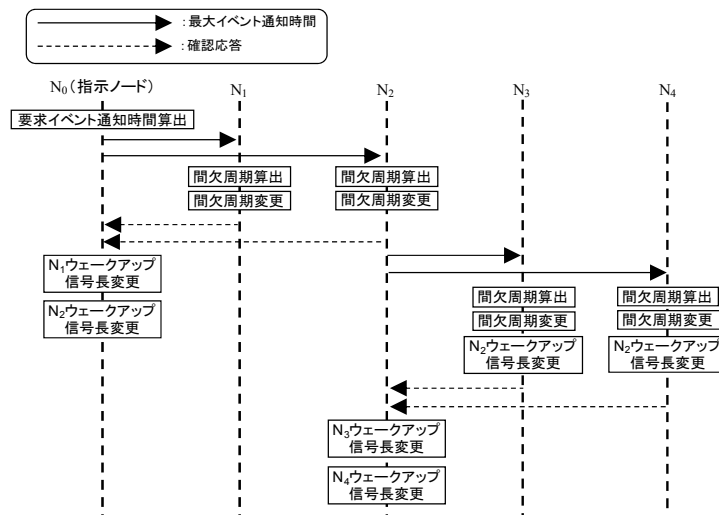 : 最大イベント通知時間
: 確認応答
N₀(指示ノード)
N₁
N₂
N₃
N₄
要求イベント通知時間算出
間欠周期算出
間欠周期算出
間欠周期変更
間欠周期変更
N₁ウェークアップ
信号長変更
N₂ウェークアップ
信号長変更
間欠周期算出
間欠周期算出
間欠周期変更
間欠周期変更
N₂ウェークアップ
信号長変更
N₂ウェークアップ
信号長変更
N₃ウェークアップ
信号長変更
N₄ウェークアップ
信号長変更